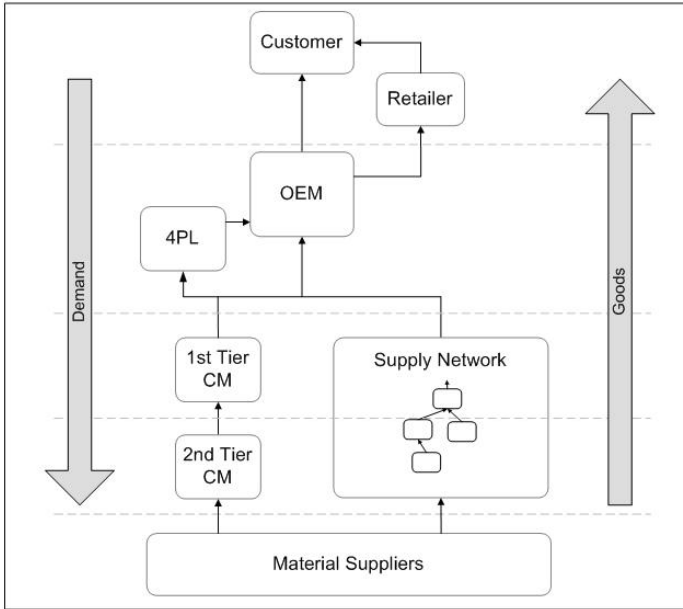 Customer
Retailer
OEM
4PL
Demand
Goods
1st Tier
CM
Supply Network
2nd Tier
CM
Material Suppliers